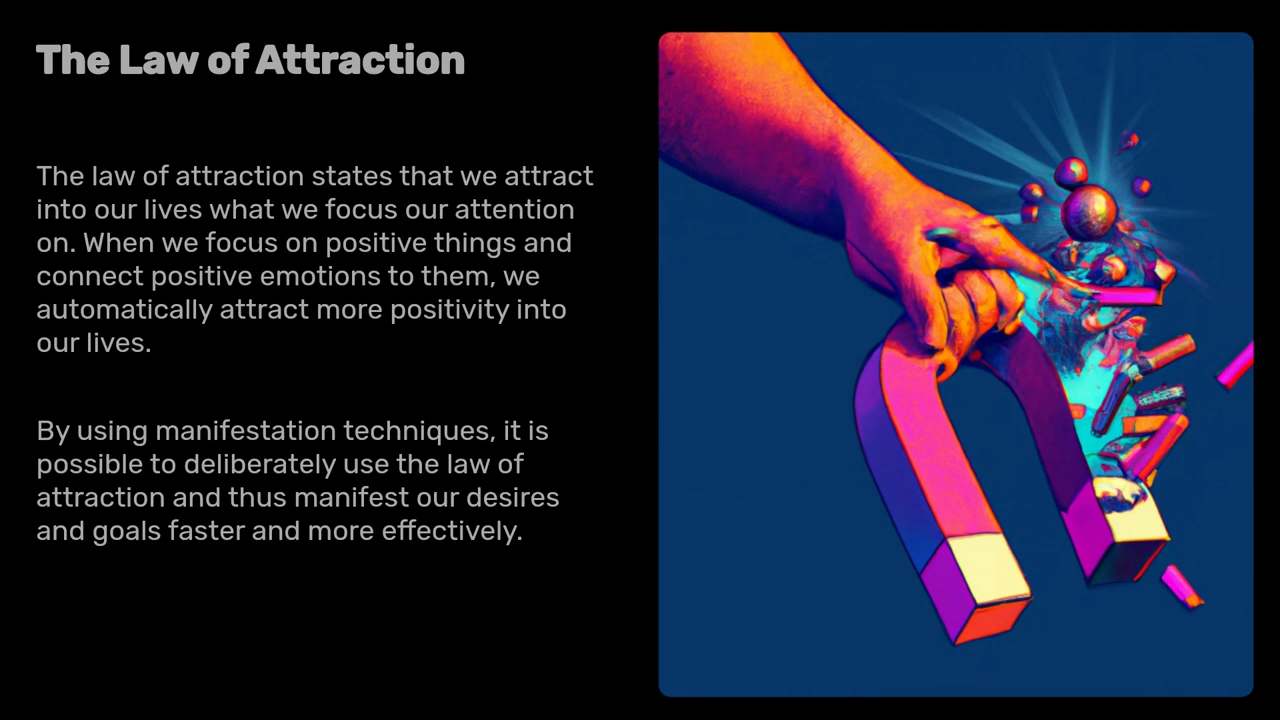 The Law of Attraction
The law of attraction states that we attract
into our lives what we focus our attention
on. When we focus on positive things and
connect positive emotions to them, we
automatically attract more positivity into
our lives.
By using manifestation techniques, it is
possible to deliberately use the law of
attraction and thus manifest our desires
and goals faster and more effectively.